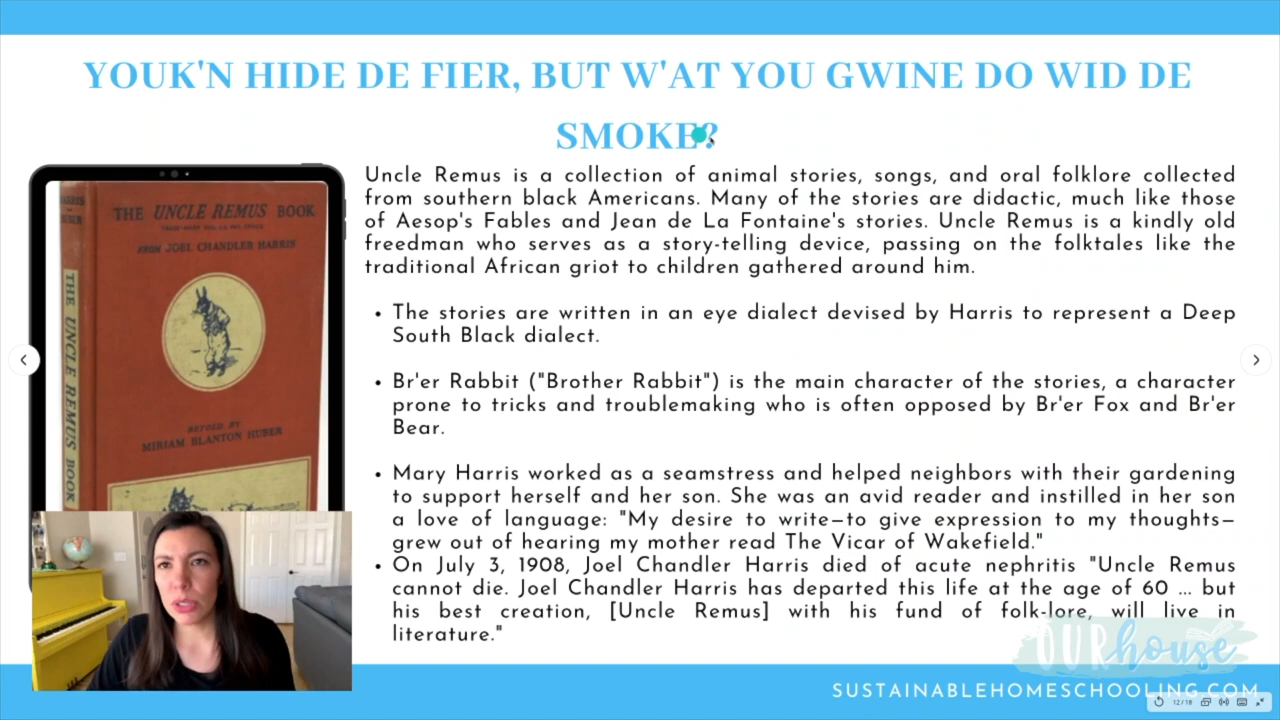 YOUK'N HIDE DE FIER, BUT W'AT YOU GWINE DO WID DE
SMOKE?
Uncle Remus is a collection of animal stories, songs, and oral folklore collected
from southern black Americans. Many of the stories are didactic, much like those
of Aesop's Fables and Jean de La Fontaine's stories. Uncle Remus is a kindly old
freedman who serves as a story-telling device, passing on the folktales like the
traditional African griot to children gathered around him.
• The stories are written in an eye dialect devised by Harris to represent a Deep
South Black dialect.
• Br'er Rabbit ("Brother Rabbit") is the main character of the stories, a character
prone to tricks and troublemaking who is often opposed by Br'er Fox and Br'er
Bear.
• Mary Harris worked as a seamstress and helped neighbors with their gardening
to support herself and her son. She was an avid reader and instilled in her son
a love of language: "My desire to write—to give expression to my thoughts—
grew out of hearing my mother read The Vicar of Wakefield."
• On July 3, 1908, Joel Chandler Harris died of acute nephritis "Uncle Remus
cannot die. Joel Chandler Harris has departed this life at the age of 60 ... but
his best creation, [Uncle Remus] with his fund of folk-lore, will live in
literature."
THE UNCLE REMUS BOOK
FROM JOEL CHANDLER HARRIS
RETOLD BY
MIRIAM BLANTON HUBER
THE UNCLE REMUS BOOK
OUR house
SUSTAINABLEHOMESCHOOLING.COM
12/18